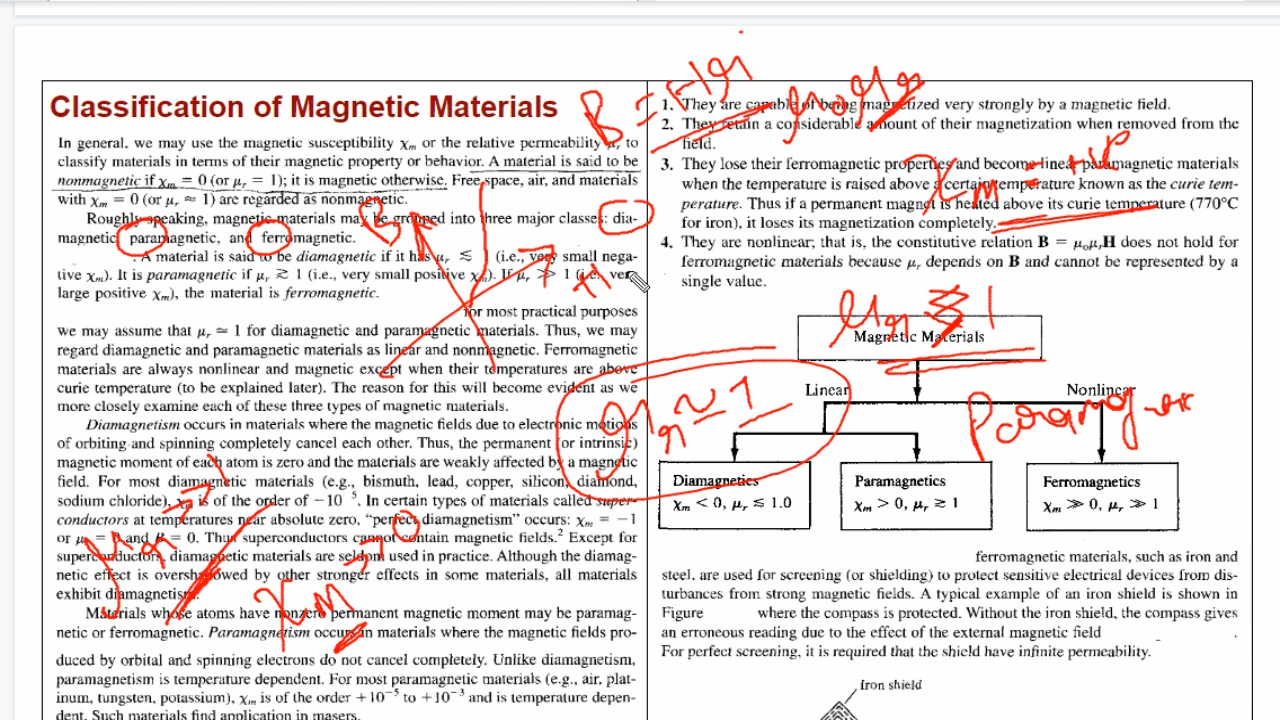 Classification of Magnetic Materials
In general, we may use the magnetic susceptibility χm or the relative permeability μr to
classify materials in terms of their magnetic property or behavior. A material is said to be
nonmagnetic if χm = 0 (or μr = 1); it is magnetic otherwise. Free space, air, and materials
with χm = 0 (or μr ≈ 1) are regarded as nonmagnetic.
Roughly speaking, magnetic materials may be grouped into three major classes: dia-
magnetic, paramagnetic, and ferromagnetic.
A material is said to be diamagnetic if it has μr ≲ (i.e., very small nega-
tive χm). It is paramagnetic if μr ≳ 1 (i.e., very small positive χm). If μr ≫ 1 (i.e., very
large positive χm), the material is ferromagnetic.
for most practical purposes
we may assume that μr ≃ 1 for diamagnetic and paramagnetic materials. Thus, we may
regard diamagnetic and paramagnetic materials as linear and nonmagnetic. Ferromagnetic
materials are always nonlinear and magnetic except when their temperatures are above
curie temperature (to be explained later). The reason for this will become evident as we
more closely examine each of these three types of magnetic materials.
Diamagnetism occurs in materials where the magnetic fields due to electronic motions
of orbiting and spinning completely cancel each other. Thus, the permanent (or intrinsic)
magnetic moment of each atom is zero and the materials are weakly affected by a magnetic
field. For most diamagnetic materials (e.g., bismuth, lead, copper, silicon, diamond,
sodium chloride), χm is of the order of −10⁻⁵. In certain types of materials called super-
conductors at temperatures near absolute zero, “perfect diamagnetism” occurs: χm = −1
or μr = and B = 0. Thus superconductors cannot contain magnetic fields.² Except for
superconductors, diamagnetic materials are seldom used in practice. Although the diamag-
netic effect is overshadowed by other stronger effects in some materials, all materials
exhibit diamagnetism.
Materials whose atoms have nonzero permanent magnetic moment may be paramag-
netic or ferromagnetic. Paramagnetism occurs in materials where the magnetic fields pro-
duced by orbital and spinning electrons do not cancel completely. Unlike diamagnetism,
paramagnetism is temperature dependent. For most paramagnetic materials (e.g., air, plat-
inum, tungsten, potassium), χm is of the order +10⁻⁵ to +10⁻³ and is temperature depen-
dent. Such materials find application in masers.
1. They are capable of being magnetized very strongly by a magnetic field.
2. They retain a considerable amount of their magnetization when removed from the
field.
3. They lose their ferromagnetic properties and become linear paramagnetic materials
when the temperature is raised above a certain temperature known as the curie tem-
perature. Thus if a permanent magnet is heated above its curie temperature (770°C
for iron), it loses its magnetization completely.
4. They are nonlinear; that is, the constitutive relation B = μoμrH does not hold for
ferromagnetic materials because μr depends on B and cannot be represented by a
single value.
Magnetic Materials
Linear
Nonlinear
Diamagnetics
χm < 0, μr ≲ 1.0
Paramagnetics
χm > 0, μr ≳ 1
Ferromagnetics
χm ≫ 0, μr ≫ 1
ferromagnetic materials, such as iron and
steel, are used for screening (or shielding) to protect sensitive electrical devices from dis-
turbances from strong magnetic fields. A typical example of an iron shield is shown in
Figure where the compass is protected. Without the iron shield, the compass gives
an erroneous reading due to the effect of the external magnetic field
For perfect screening, it is required that the shield have infinite permeability.
Iron shield
B
χm = +ve
χm > 0